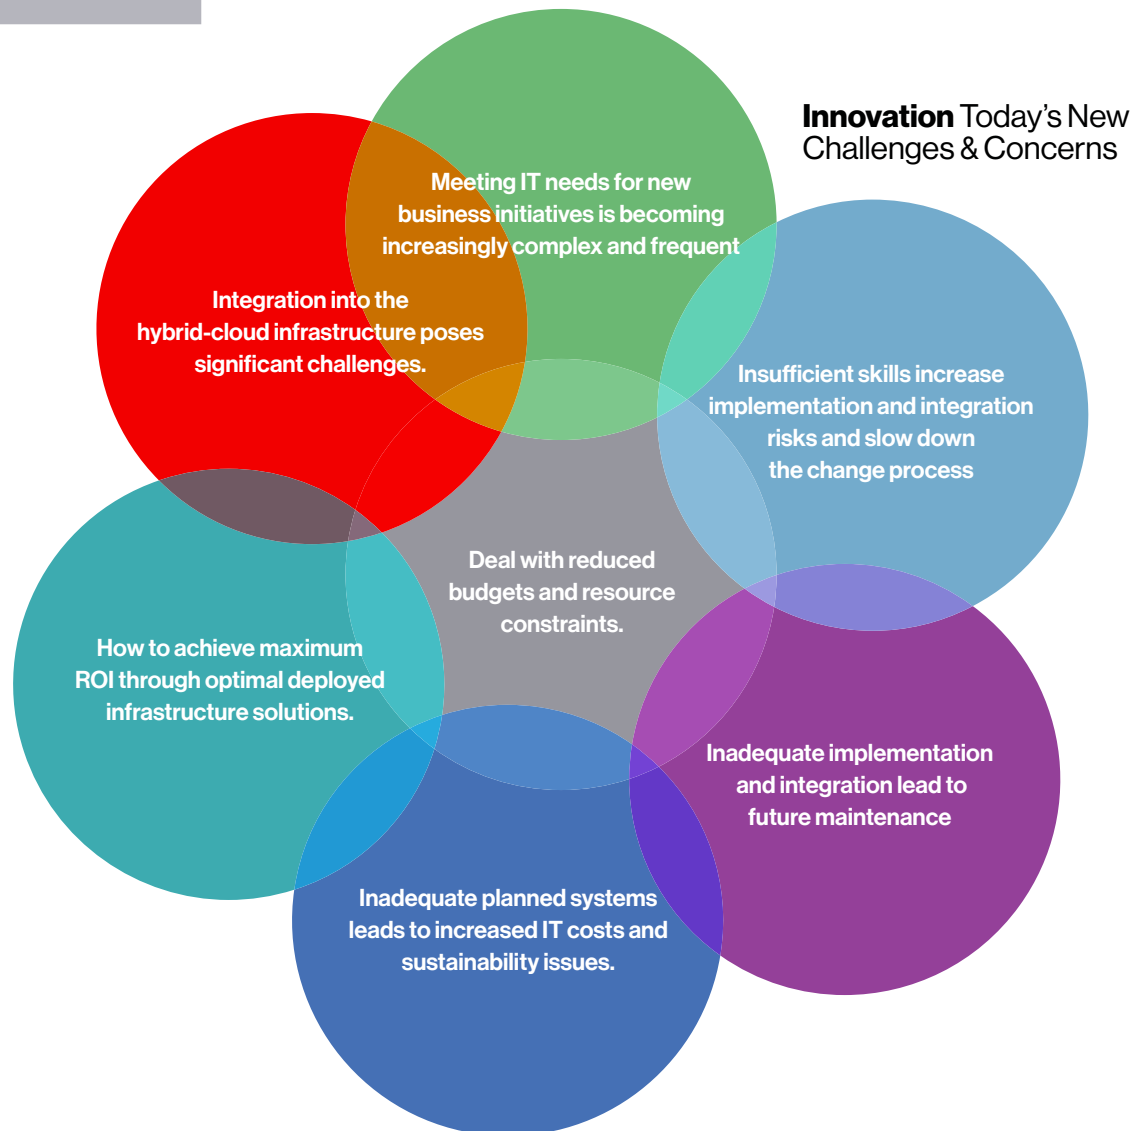 Innovation Today's New
Challenges & Concerns
Meeting IT needs for new
business initiatives is becoming
increasingly complex and frequent
Integration into the
hybrid-cloud infrastructure poses
significant challenges.
Insufficient skills increase
implementation and integration
risks and slow down
the change process
Deal with reduced
budgets and resource
constraints.
How to achieve maximum
ROI through optimal deployed
infrastructure solutions.
Inadequate implementation
and integration lead to
future maintenance
Inadequate planned systems
leads to increased IT costs and
sustainability issues.